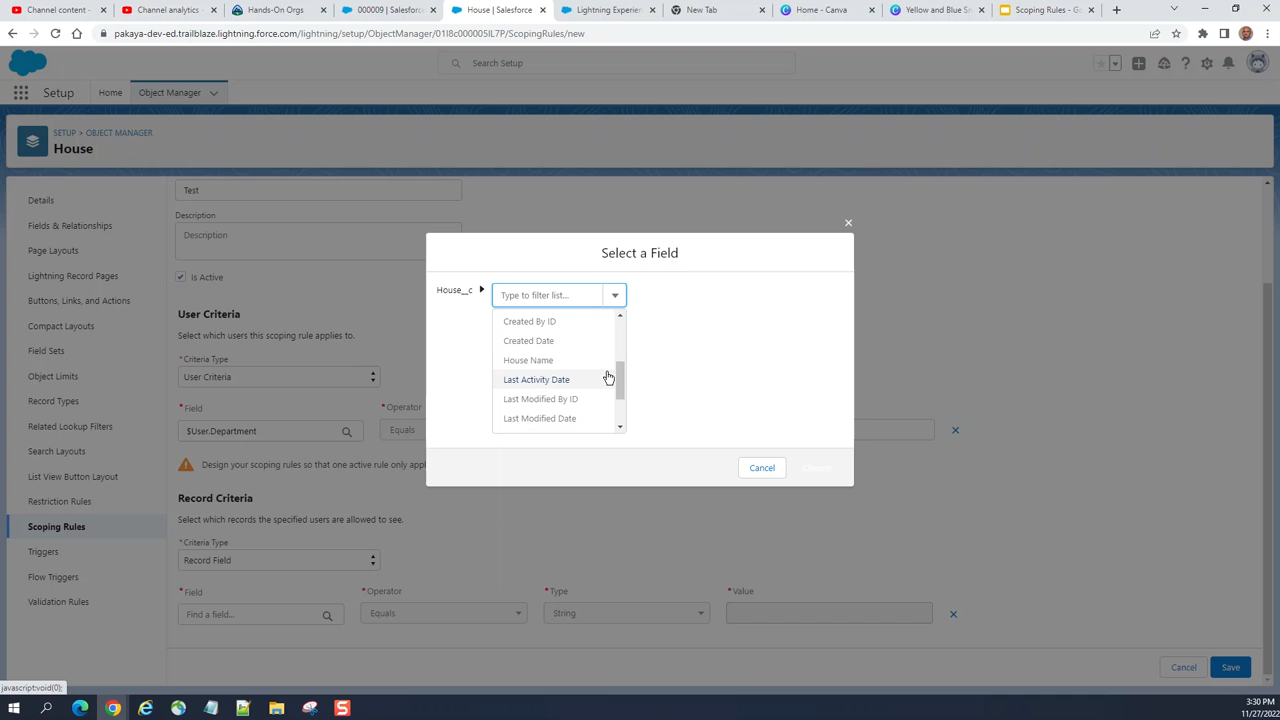 Channel content -
Channel analytics -
Hands-On Orgs
000009 | Salesforce
House | Salesforce
Lightning Experien
New Tab
Home - Canva
Yellow and Blue S
Scoping Rules - Go
pakaya-dev-ed.trailblaze.lightning.force.com/lightning/setup/ObjectManager/01I8c000005IL7P/ScopingRules/new
Search Setup
Setup
Home
Object Manager
SETUP > OBJECT MANAGER
House
Details
Fields & Relationships
Page Layouts
Lightning Record Pages
Buttons, Links, and Actions
Compact Layouts
Field Sets
Object Limits
Record Types
Related Lookup Filters
Search Layouts
List View Button Layout
Restriction Rules
Scoping Rules
Triggers
Flow Triggers
Validation Rules
Test
Description
Description
Is Active
User Criteria
Select which users this scoping rule applies to.
* Criteria Type
User Criteria
* Field
* Operator
$User.Department
Equals
Design your scoping rules so that one active rule only appl
Record Criteria
Select which records the specified users are allowed to see.
* Criteria Type
Record Field
* Field
* Operator
* Type
* Value
Find a field...
Equals
String
Cancel
Save
Select a Field
House__c
Type to filter list...
Created By ID
Created Date
House Name
Last Activity Date
Last Modified By ID
Last Modified Date
Cancel
Choose
javascript:void(0);
3:30 PM
11/27/2022